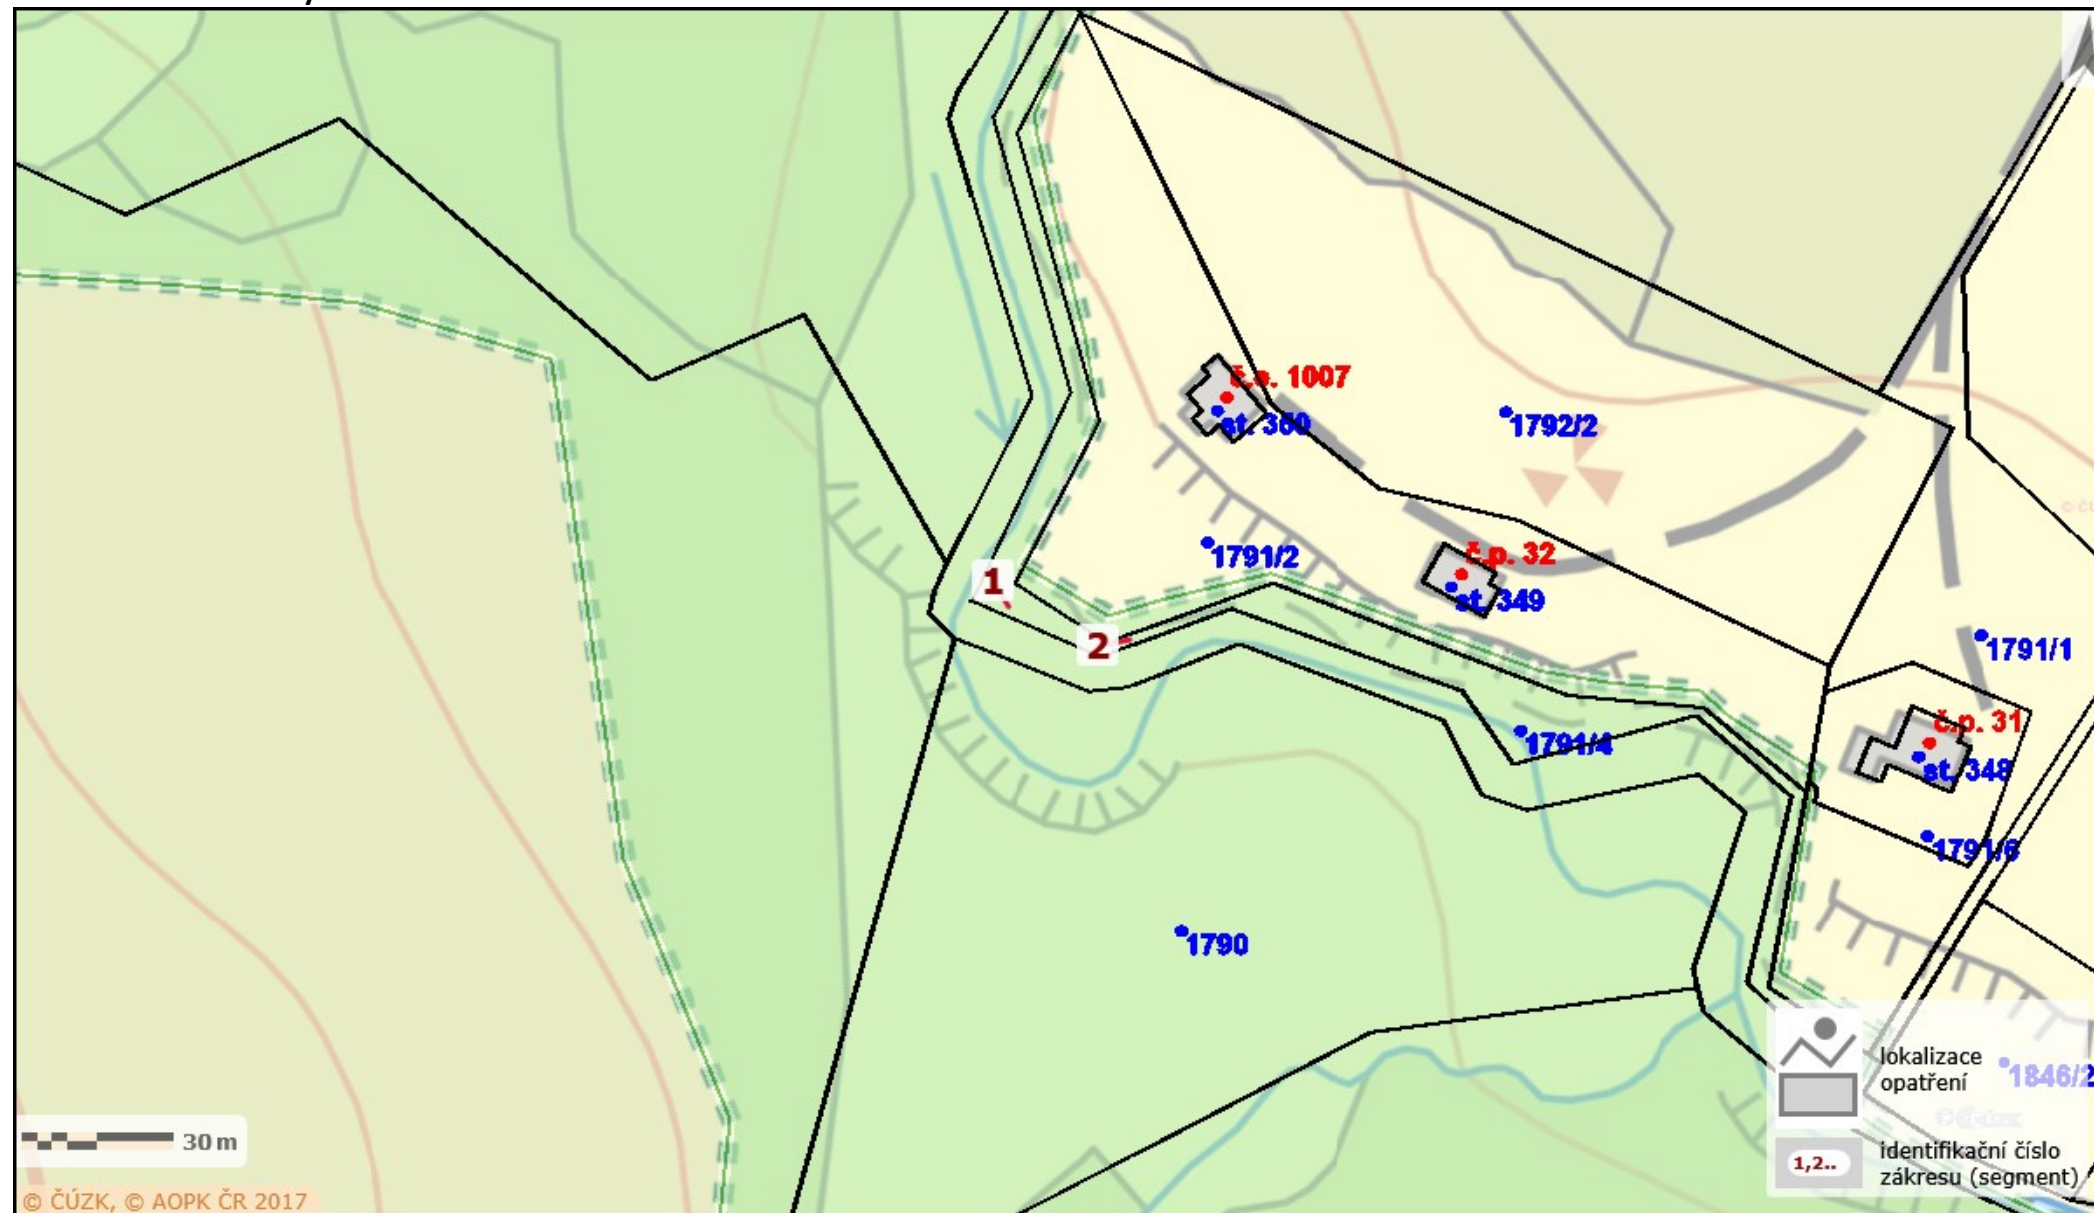 č.e. 1007
st. 350
1792/2
1791/2
č.p. 32
st. 349
1
2
1791/1
1791/4
č.p. 31
st. 348
1791/6
1790
lokalizace
opatření
1846/2
30 m
identifikační číslo
zákresu (segment)
1,2..
© ČÚZK, © AOPK ČR 2017